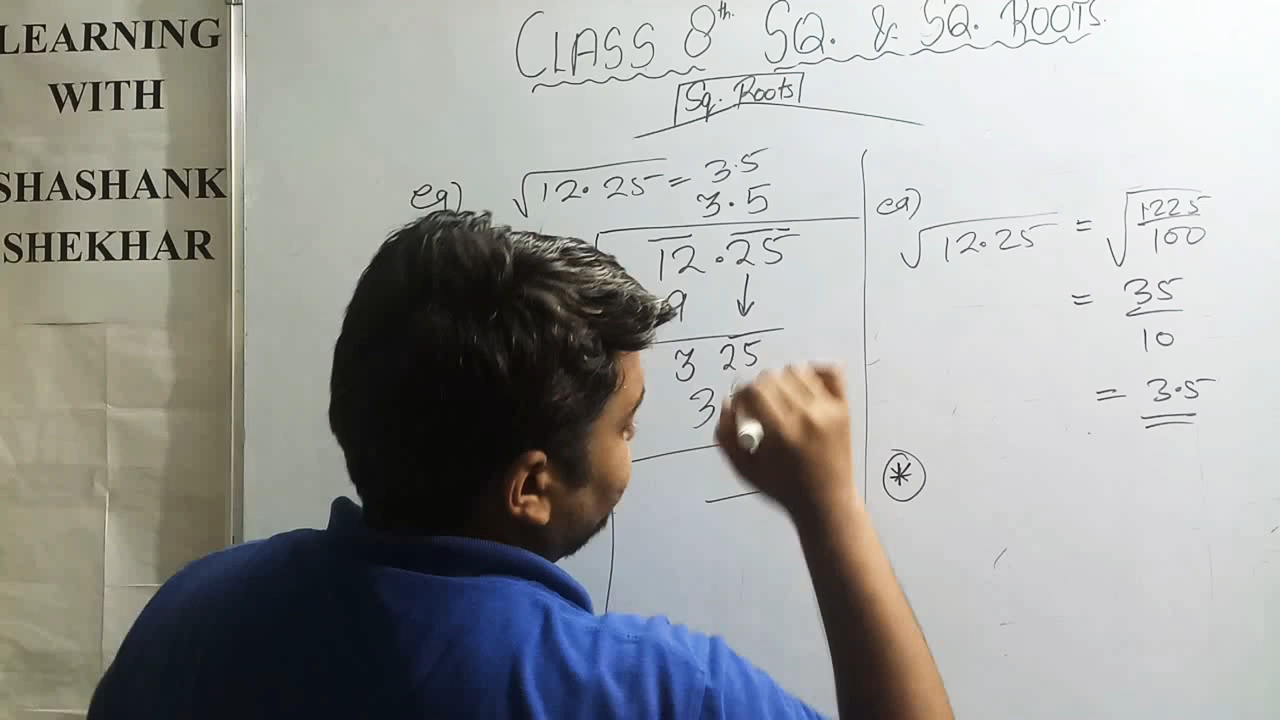 LEARNING
WITH
SHASHANK
SHEKHAR
CLASS 8th. SQ. & SQ. ROOTS.
Sq. Roots
eg) √12.25 = 3.5
3.5
12.25
9
3 25
3
eg)
√12.25 = √1225/100
= 35/10
= 3.5
*